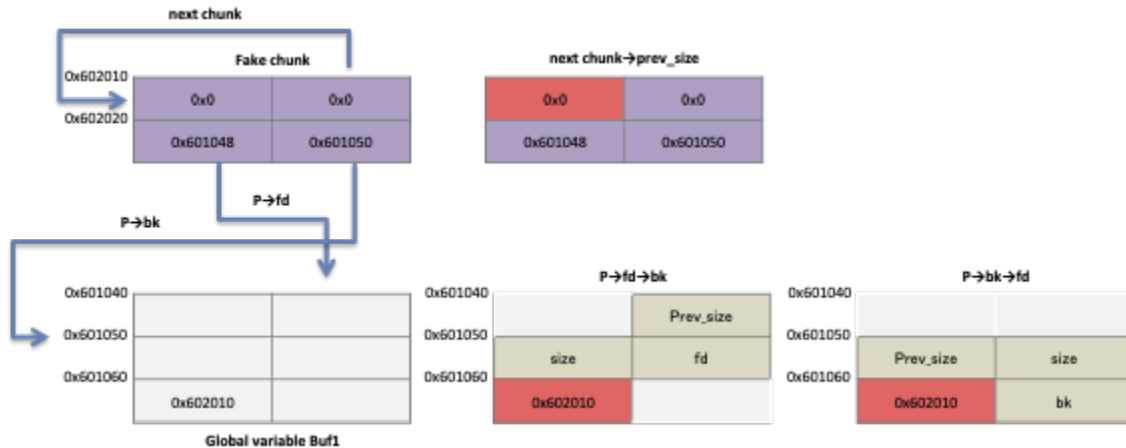 next chunk
Fake chunk
next chunk→prev_size
0x602010
0x0 0x0 0x0 0x0
0x602020
0x601048 0x601050 0x601048 0x601050
P→fd
P→bk
P→fd→bk P→bk→fd
0x601040 0x601040 0x601040
Prev_size
0x601050 0x601050 0x601050
size fd Prev_size size
0x601060 0x601060 0x601060
0x602010 0x602010 0x602010 bk
Global variable Buf1